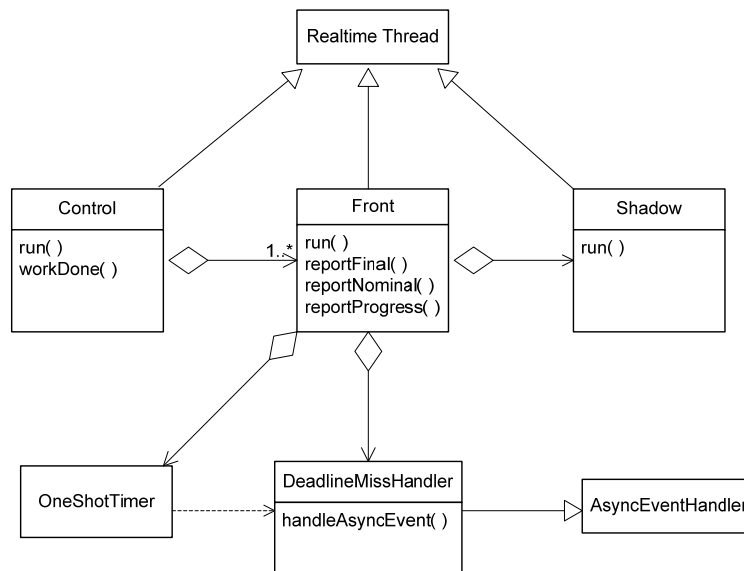 Realtime Thread
Control
run( )
workDone( )
1..*
Front
run( )
reportFinal( )
reportNominal( )
reportProgress( )
Shadow
run( )
OneShotTimer
DeadlineMissHandler
handleAsyncEvent( )
AsyncEventHandler